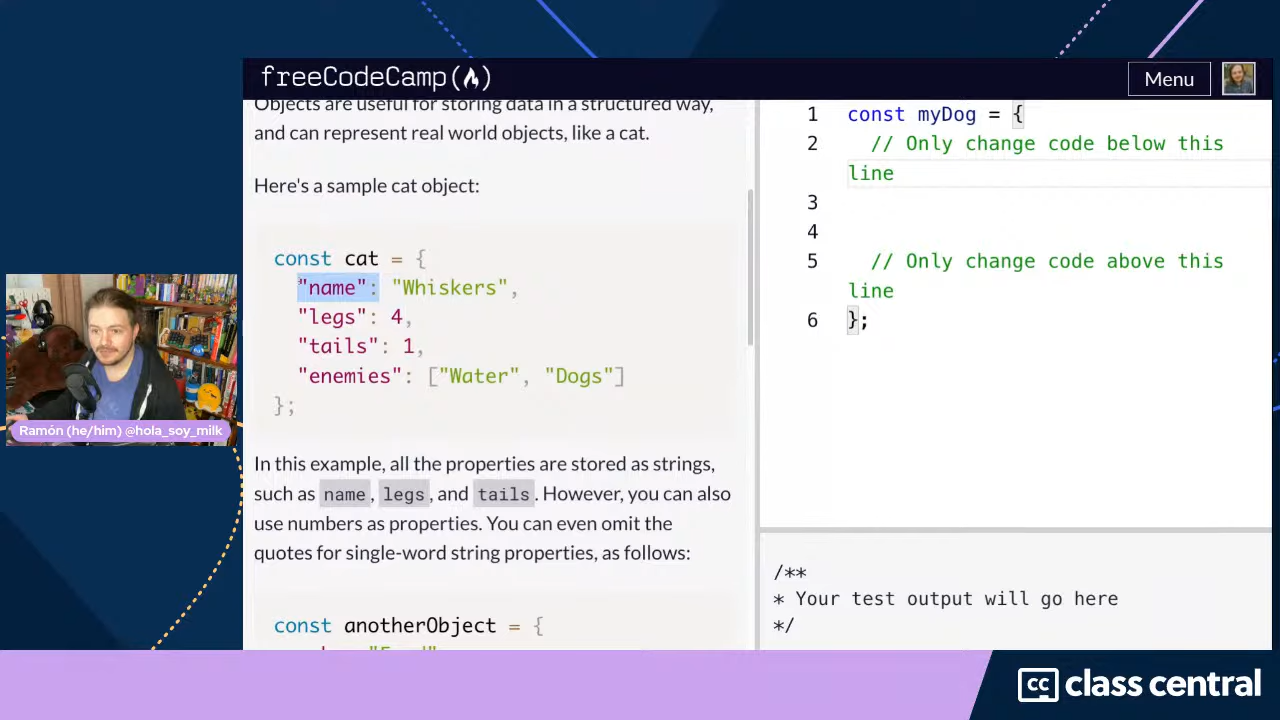 freeCodeCamp(🔥)
Menu
Objects are useful for storing data in a structured way,
and can represent real world objects, like a cat.
Here's a sample cat object:
const cat = {
"name": "Whiskers",
"legs": 4,
"tails": 1,
"enemies": ["Water", "Dogs"]
};
In this example, all the properties are stored as strings,
such as name, legs, and tails. However, you can also
use numbers as properties. You can even omit the
quotes for single-word string properties, as follows:
const anotherObject = {
1 const myDog = {
2 // Only change code below this
line
3
4
5 // Only change code above this
line
6 };
/**
* Your test output will go here
*/
Ramón (he/him) @hola_soy_milk
cc class central